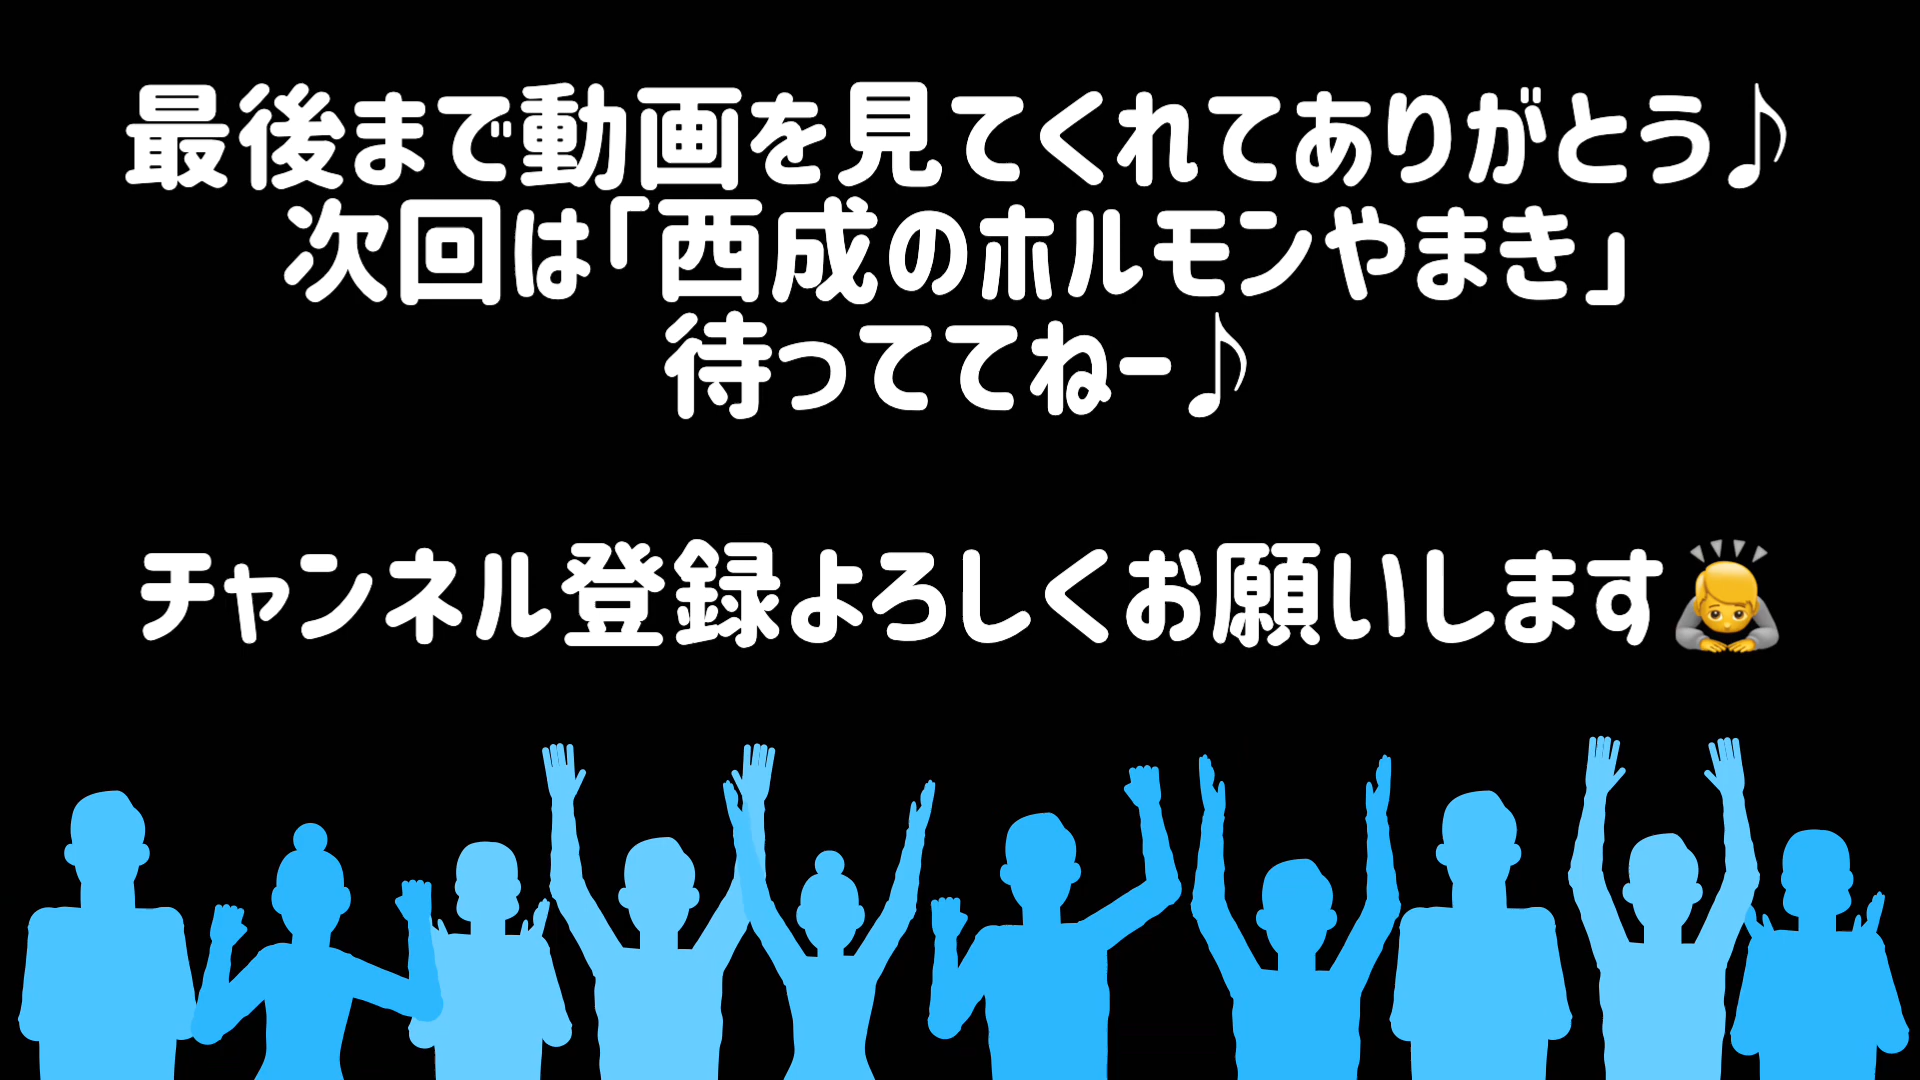 最後まで動画を見てくれてありがとう♪
次回は「西成のホルモンやまき」
待っててねー♪
チャンネル登録よろしくお願いします🙇